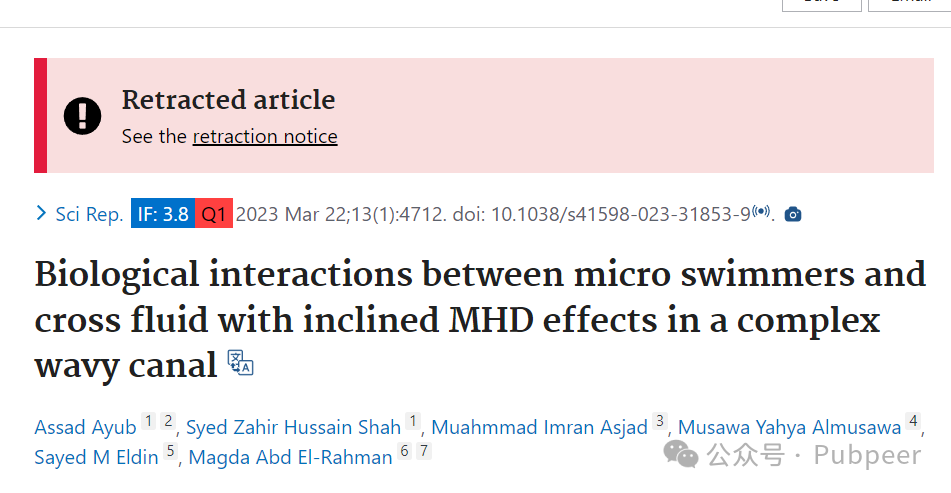 Retracted article
See the retraction notice
Sci Rep. IF: 3.8 Q1 2023 Mar 22;13(1):4712. doi: 10.1038/s41598-023-31853-9.
Biological interactions between micro swimmers and
cross fluid with inclined MHD effects in a complex
wavy canal
Assad Ayub 1 2, Syed Zahir Hussain Shah 1, Muahmmad Imran Asjad 3, Musawa Yahya Almusawa 4,
Sayed M Eldin 5, Magda Abd El-Rahman 6 7
公众号 · Pubpeer